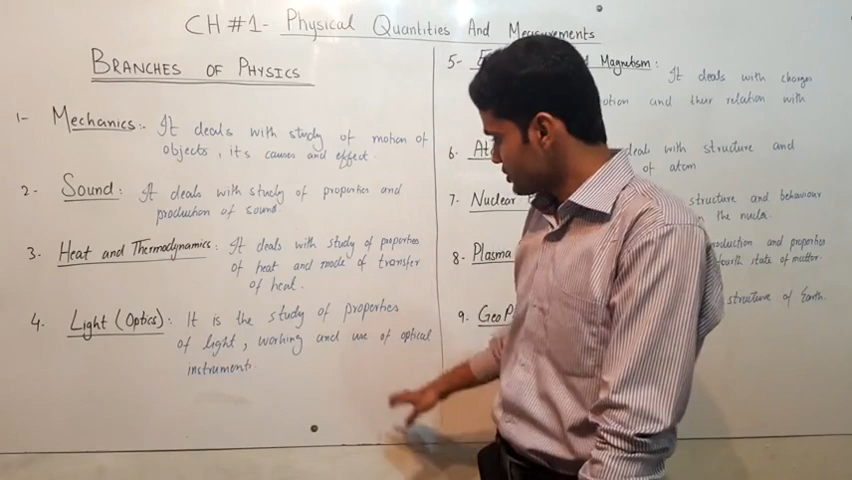 CH #1- Physical Quantities And Measurements
BRANCHES OF PHYSICS
1- Mechanics:- It deals with study of motion of
objects, its causes and effect.
2- Sound: It deals with study of properties and
production of sound.
3. Heat and Thermodynamics: It deals with study of properties
of heat and mode of transfer
of heat.
4. Light (Optics): It is the study of properties
of light, working and use of optical
instruments
5- Magnetism:
It deals with charges
and their relation with
6. deals with structure and
of atom
7. Nuclear structure and behaviour
the nuclei.
8- Plasma production and properties
fourth state of matter.
9. structure of Earth.